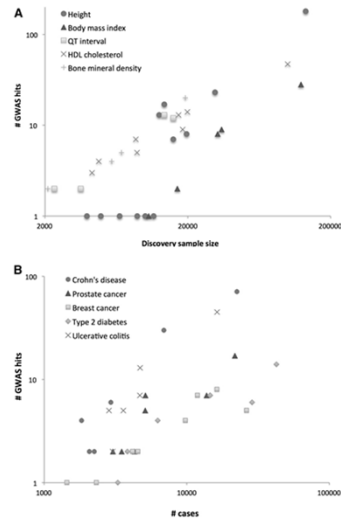 A
100
10
1
# GWAS hits
Height
Body mass index
QT interval
HDL cholesterol
Bone mineral density
2000
20000
200000
Discovery sample size
B
100
10
1
# GWAS hits
Crohn's disease
Prostate cancer
Breast cancer
Type 2 diabetes
Ulcerative colitis
1000
10000
100000
# cases